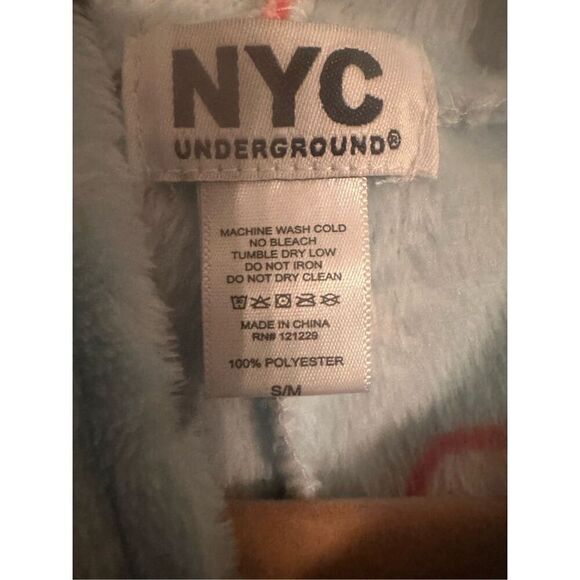 NYC
UNDERGROUND®
MACHINE WASH COLD
NO BLEACH
TUMBLE DRY LOW
DO NOT IRON
DO NOT DRY CLEAN
MADE IN CHINA
RN# 121229
100% POLYESTER
S/M